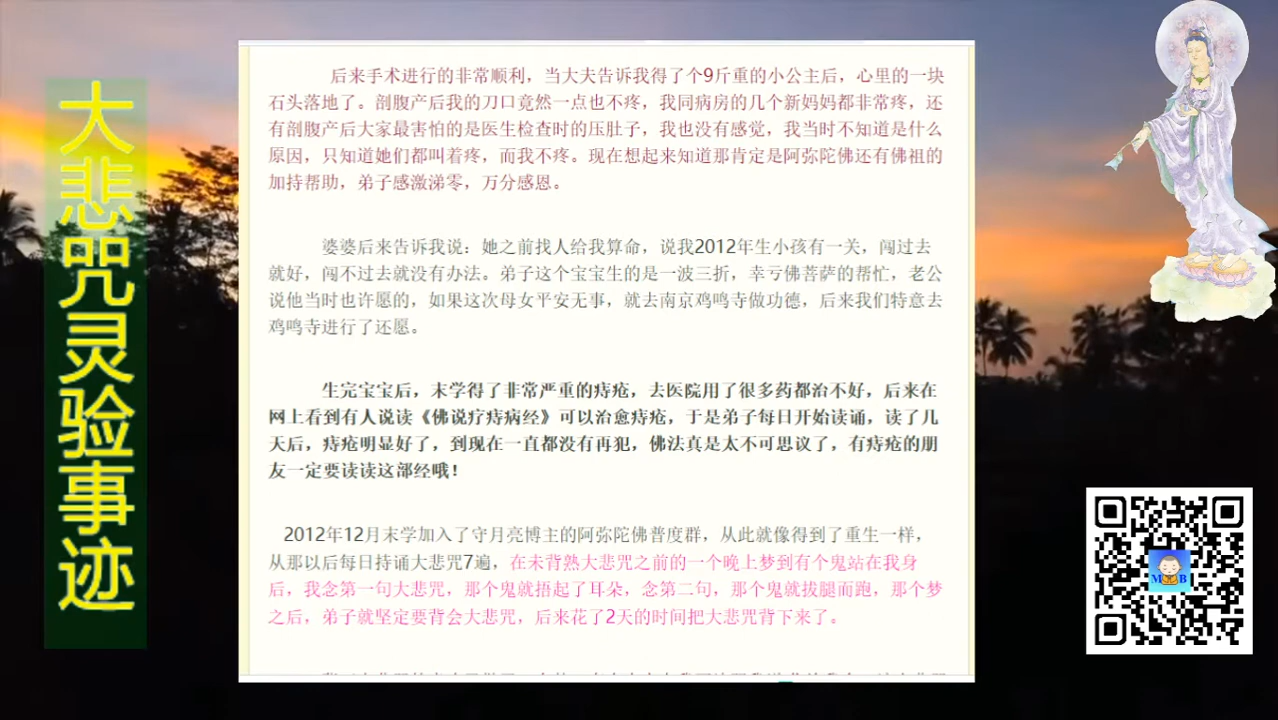 大悲咒灵验事迹
后来手术进行的非常顺利，当大夫告诉我得了个9斤重的小公主后，心里的一块
石头落地了。剖腹产后我的刀口竟然一点也不疼，我同病房的几个新妈妈都非常疼，还
有剖腹产后大家最害怕的是医生检查时的压肚子，我也没有感觉，我当时不知道是什么
原因，只知道她们都叫着疼，而我不疼。现在想起来知道那肯定是阿弥陀佛还有佛祖的
加持帮助，弟子感激涕零，万分感恩。
婆婆后来告诉我说：她之前找人给我算命，说我2012年生小孩有一关，闯过去
就好，闯不过去就没有办法。弟子这个宝宝生的是一波三折，幸亏佛菩萨的帮忙，老公
说他当时也许愿的，如果这次母女平安无事，就去南京鸡鸣寺做功德，后来我们特意去
鸡鸣寺进行了还愿。
生完宝宝后，末学得了非常严重的痔疮，去医院用了很多药都治不好，后来在
网上看到有人说读《佛说疗痔病经》可以治愈痔疮，于是弟子每日开始读诵，读了几
天后，痔疮明显好了，到现在一直都没有再犯，佛法真是太不可思议了，有痔疮的朋
友一定要读读这部经哦！
2012年12月末学加入了守月亮博主的阿弥陀佛普度群，从此就像得到了重生一样，
从那以后每日持诵大悲咒7遍，在未背熟大悲咒之前的一个晚上梦到有个鬼站在我身
后，我念第一句大悲咒，那个鬼就捂起了耳朵，念第二句，那个鬼就拔腿而跑，那个梦
之后，弟子就坚定要背会大悲咒，后来花了2天的时间把大悲咒背下来了。
M B